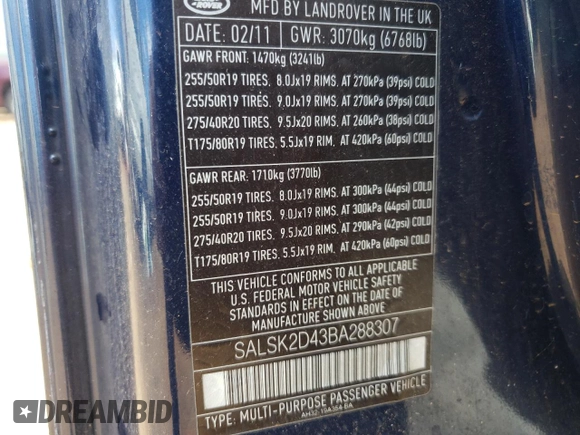 ROVER
MFD BY LANDROVER IN THE UK
DATE: 02/11 GWR: 3070kg (6768lb)
GAWR FRONT: 1470kg (3241lb)
255/50R19 TIRES. 8.0Jx19 RIMS. AT 270kPa (39psi) COLD
255/50R19 TIRES. 9.0Jx19 RIMS. AT 270kPa (39psi) COLD
275/40R20 TIRES. 9.5Jx20 RIMS. AT 260kPa (38psi) COLD
T175/80R19 TIRES. 5.5Jx19 RIM. AT 420kPa (60psi) COLD
GAWR REAR: 1710kg (3770lb)
255/50R19 TIRES. 8.0Jx19 RIMS. AT 300kPa (44psi) COLD
255/50R19 TIRES. 9.0Jx19 RIMS. AT 300kPa (44psi) COLD
275/40R20 TIRES. 9.5Jx20 RIMS. AT 290kPa (42psi) COLD
T175/80R19 TIRES. 5.5Jx19 RIM. AT 420kPa (60psi) COLD
THIS VEHICLE CONFORMS TO ALL APPLICABLE
U.S. FEDERAL MOTOR VEHICLE SAFETY
STANDARDS IN EFFECT ON THE DATE OF
MANUFACTURE SHOWN ABOVE
SALSK2D43BA288307
TYPE: MULTI-PURPOSE PASSENGER VEHICLE
AH32-19A384-BA
DEALERSHIP
AUCTIONS.COM